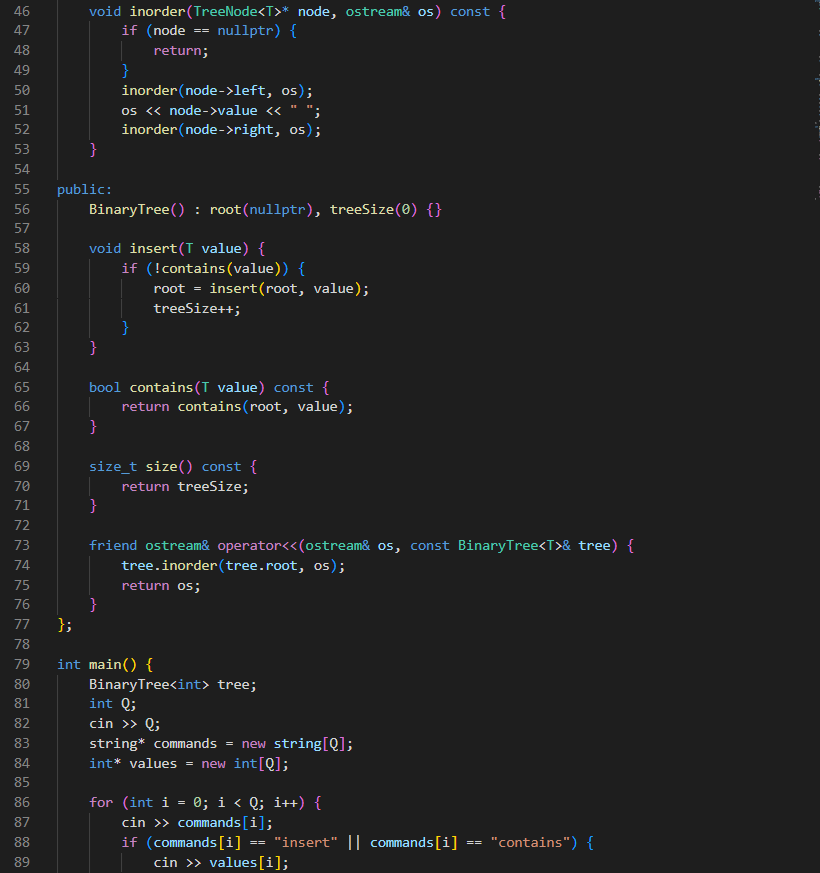 46 void inorder(TreeNode<T>* node, ostream& os) const {
47 if (node == nullptr) {
48 return;
49 }
50 inorder(node->left, os);
51 os << node->value << " ";
52 inorder(node->right, os);
53 }
54
55 public:
56 BinaryTree() : root(nullptr), treeSize(0) {}
57
58 void insert(T value) {
59 if (!contains(value)) {
60 root = insert(root, value);
61 treeSize++;
62 }
63 }
64
65 bool contains(T value) const {
66 return contains(root, value);
67 }
68
69 size_t size() const {
70 return treeSize;
71 }
72
73 friend ostream& operator<<(ostream& os, const BinaryTree<T>& tree) {
74 tree.inorder(tree.root, os);
75 return os;
76 }
77 };
78
79 int main() {
80 BinaryTree<int> tree;
81 int Q;
82 cin >> Q;
83 string* commands = new string[Q];
84 int* values = new int[Q];
85
86 for (int i = 0; i < Q; i++) {
87 cin >> commands[i];
88 if (commands[i] == "insert" || commands[i] == "contains") {
89 cin >> values[i];